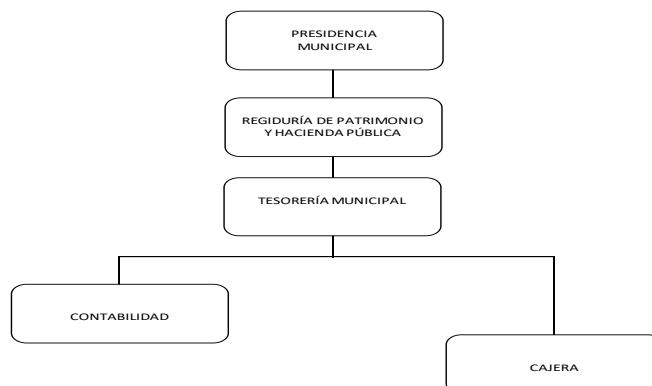 PRESIDENCIA
MUNICIPAL
REGIDURÍA DE PATRIMONIO
Y HACIENDA PÚBLICA
TESORERÍA MUNICIPAL
CONTABILIDAD
CAJERA